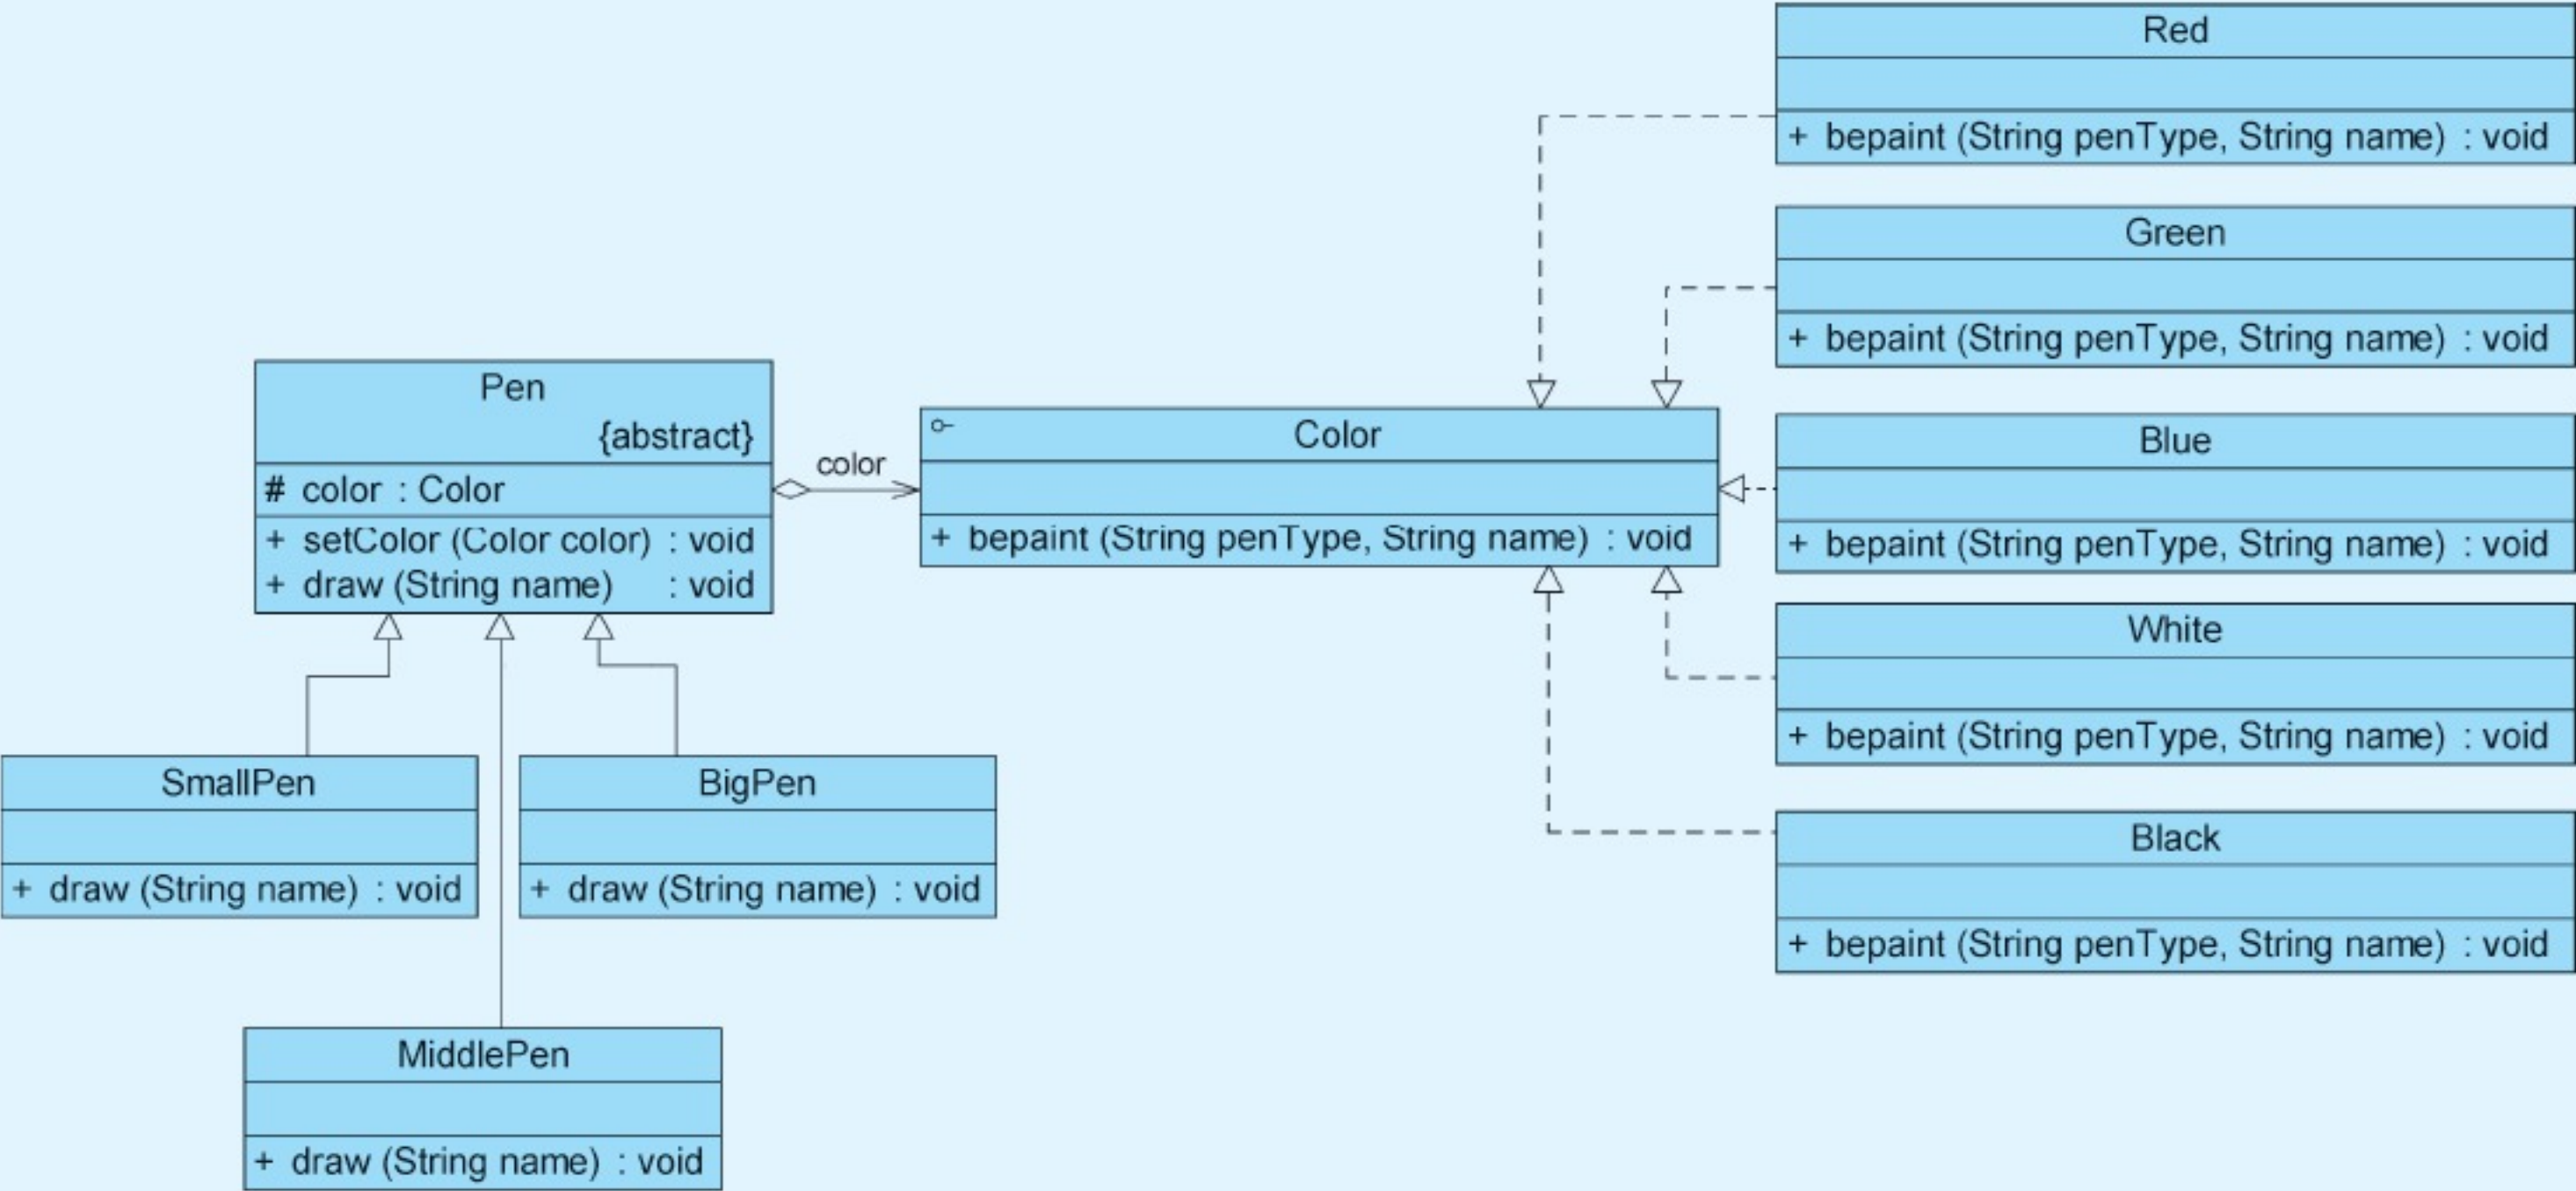 Red
+ bepaint (String penType, String name) : void
Green
+ bepaint (String penType, String name) : void
Pen
{abstract}
# color : Color
+ setColor (Color color) : void
+ draw (String name) : void
color
Color
+ bepaint (String penType, String name) : void
Blue
+ bepaint (String penType, String name) : void
White
+ bepaint (String penType, String name) : void
SmallPen
+ draw (String name) : void
BigPen
+ draw (String name) : void
Black
+ bepaint (String penType, String name) : void
MiddlePen
+ draw (String name) : void